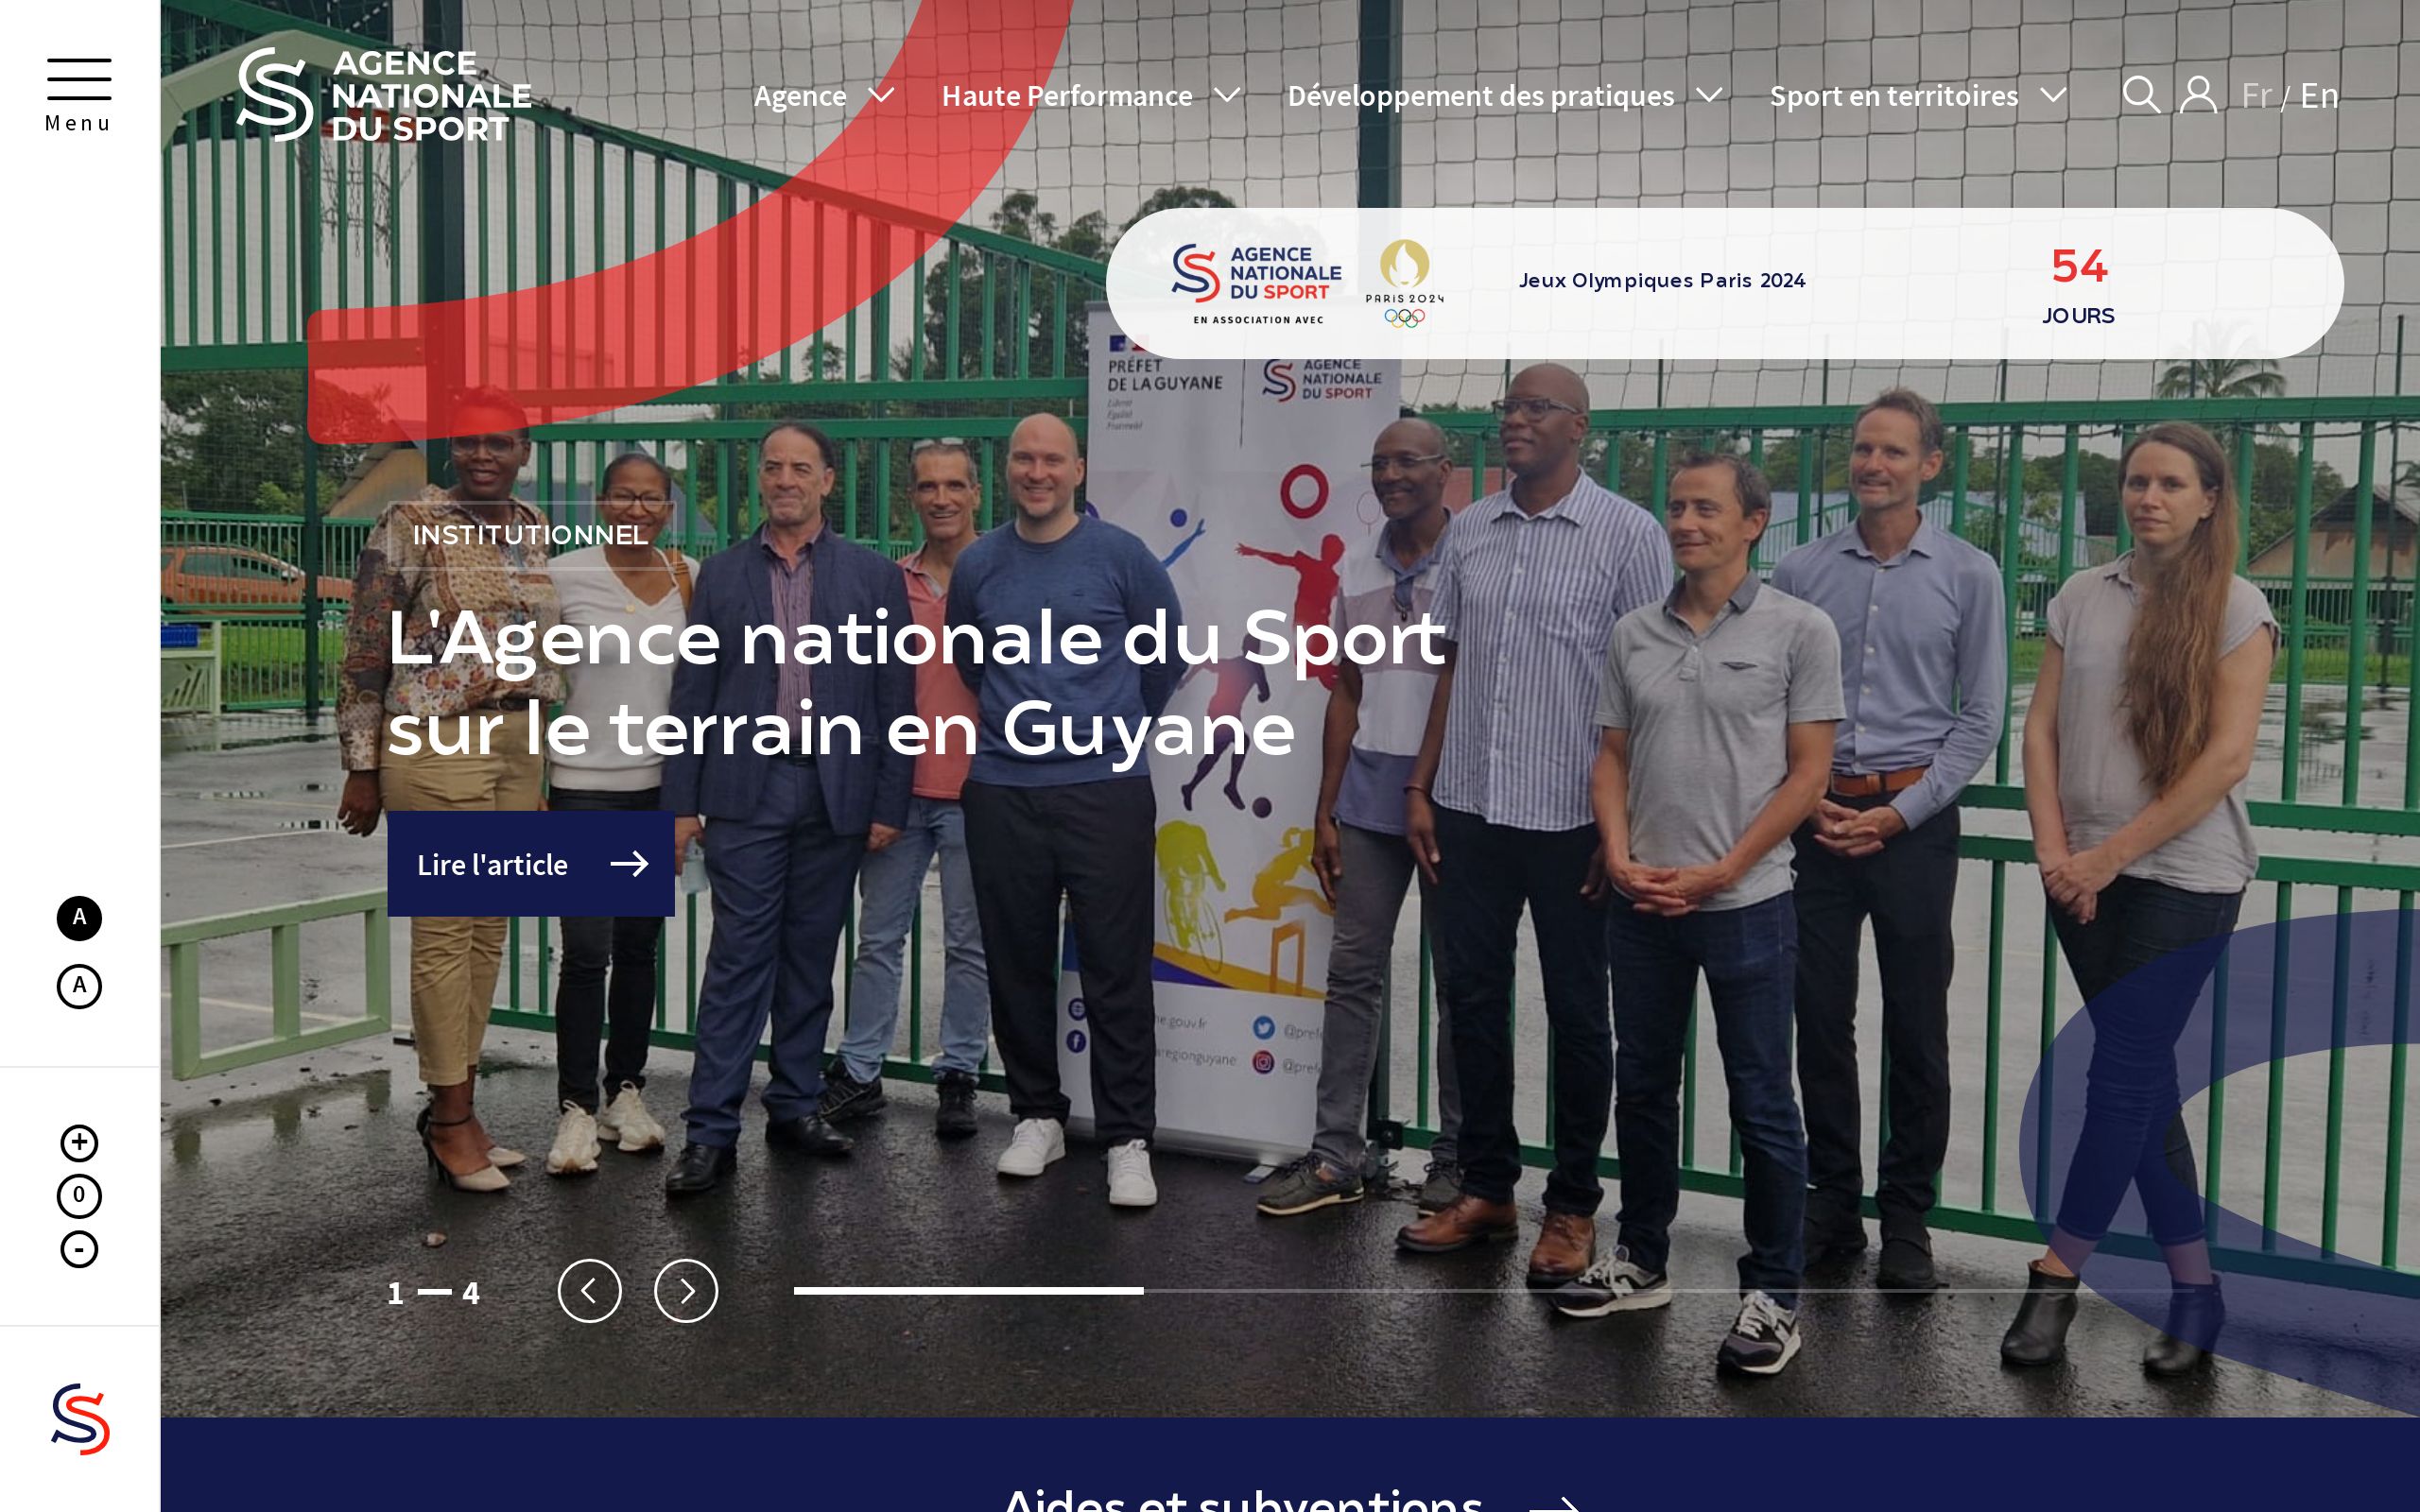 Menu
AGENCE
NATIONALE
DU SPORT
Agence
Haute Performance
Développement des pratiques
Sport en territoires
Fr / En
AGENCE
NATIONALE
DU SPORT
EN ASSOCIATION AVEC
PARIS 2024
Jeux Olympiques Paris 2024
54
JOURS
PRÉFET
DE LA GUYANE
Liberté
Égalité
Fraternité
AGENCE
NATIONALE
DU SPORT
INSTITUTIONNEL
L'Agence nationale du Sport
sur le terrain en Guyane
Lire l'article
A
A
+
0
-
1 — 4
Aides et subventions